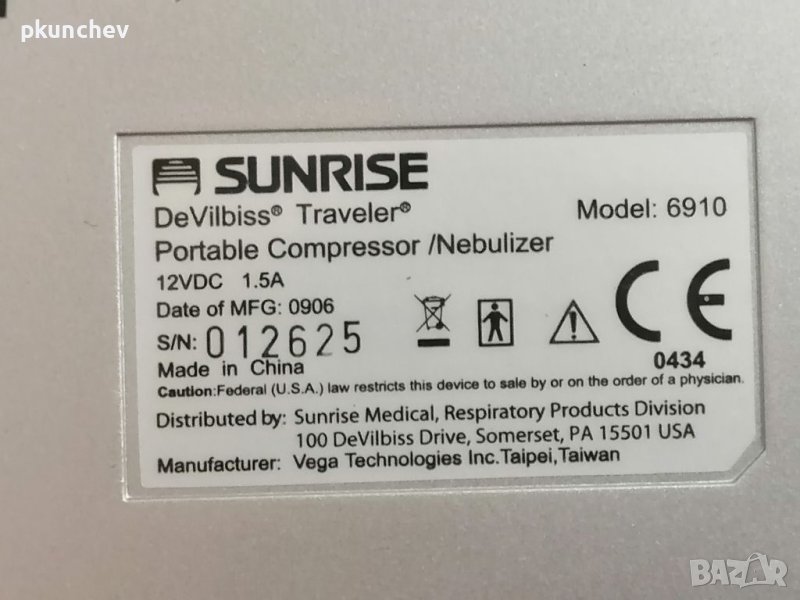 pkunchev
SUNRISE
DeVilbiss® Traveler®
Model: 6910
Portable Compressor /Nebulizer
12VDC 1.5A
Date of MFG: 0906
S/N: 012625
CE
0434
Made in China
Caution:Federal (U.S.A.) law restricts this device to sale by or on the order of a physician.
Distributed by: Sunrise Medical, Respiratory Products Division
100 DeVilbiss Drive, Somerset, PA 15501 USA
Manufacturer: Vega Technologies Inc.Taipei,Taiwan
BAZAR